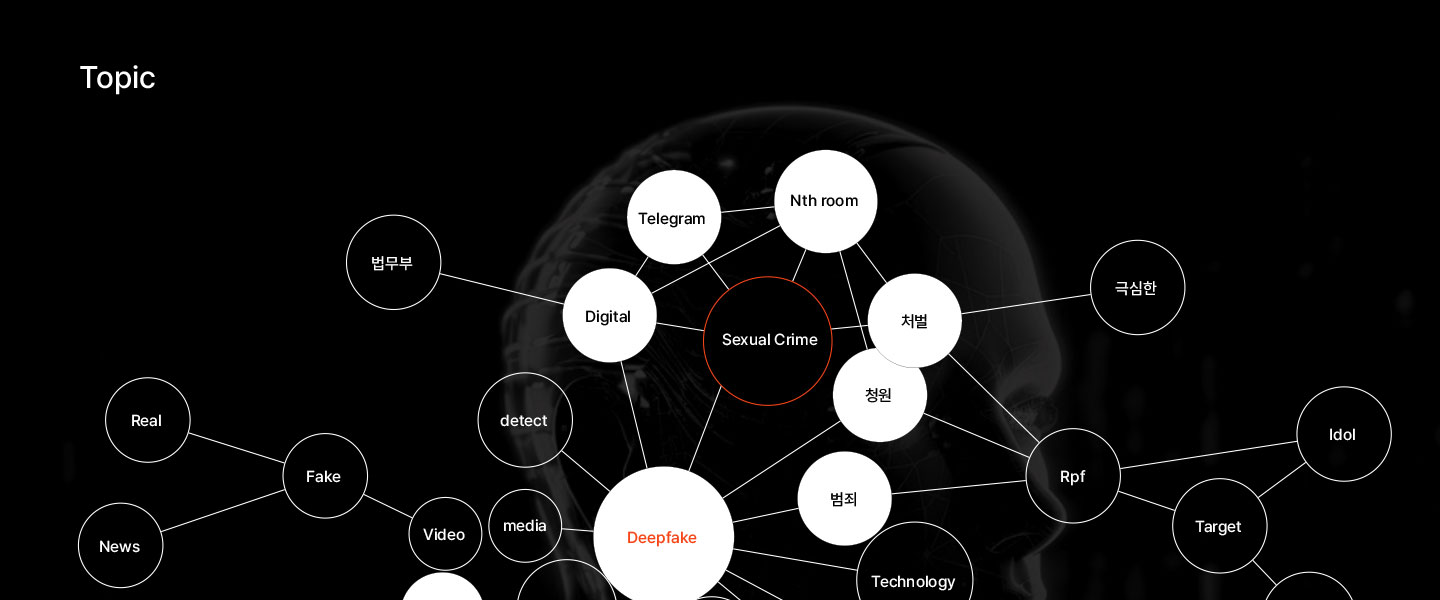 Topic
Nth room
Telegram
법무부
극심한
Digital
처벌
Sexual Crime
청원
Real
detect
Idol
Fake
Rpf
범죄
media
Target
Video
Deepfake
News
Technology